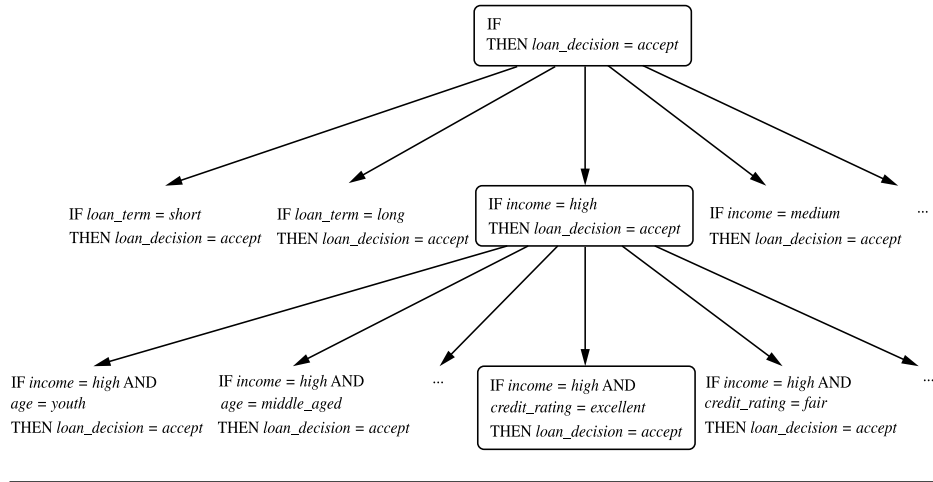 IF
THEN loan_decision = accept
IF loan_term = short
THEN loan_decision = accept
IF loan_term = long
THEN loan_decision = accept
IF income = high
THEN loan_decision = accept
IF income = medium
THEN loan_decision = accept
...
IF income = high AND
age = youth
THEN loan_decision = accept
IF income = high AND
age = middle_aged
THEN loan_decision = accept
...
IF income = high AND
credit_rating = excellent
THEN loan_decision = accept
IF income = high AND
credit_rating = fair
THEN loan_decision = accept
...